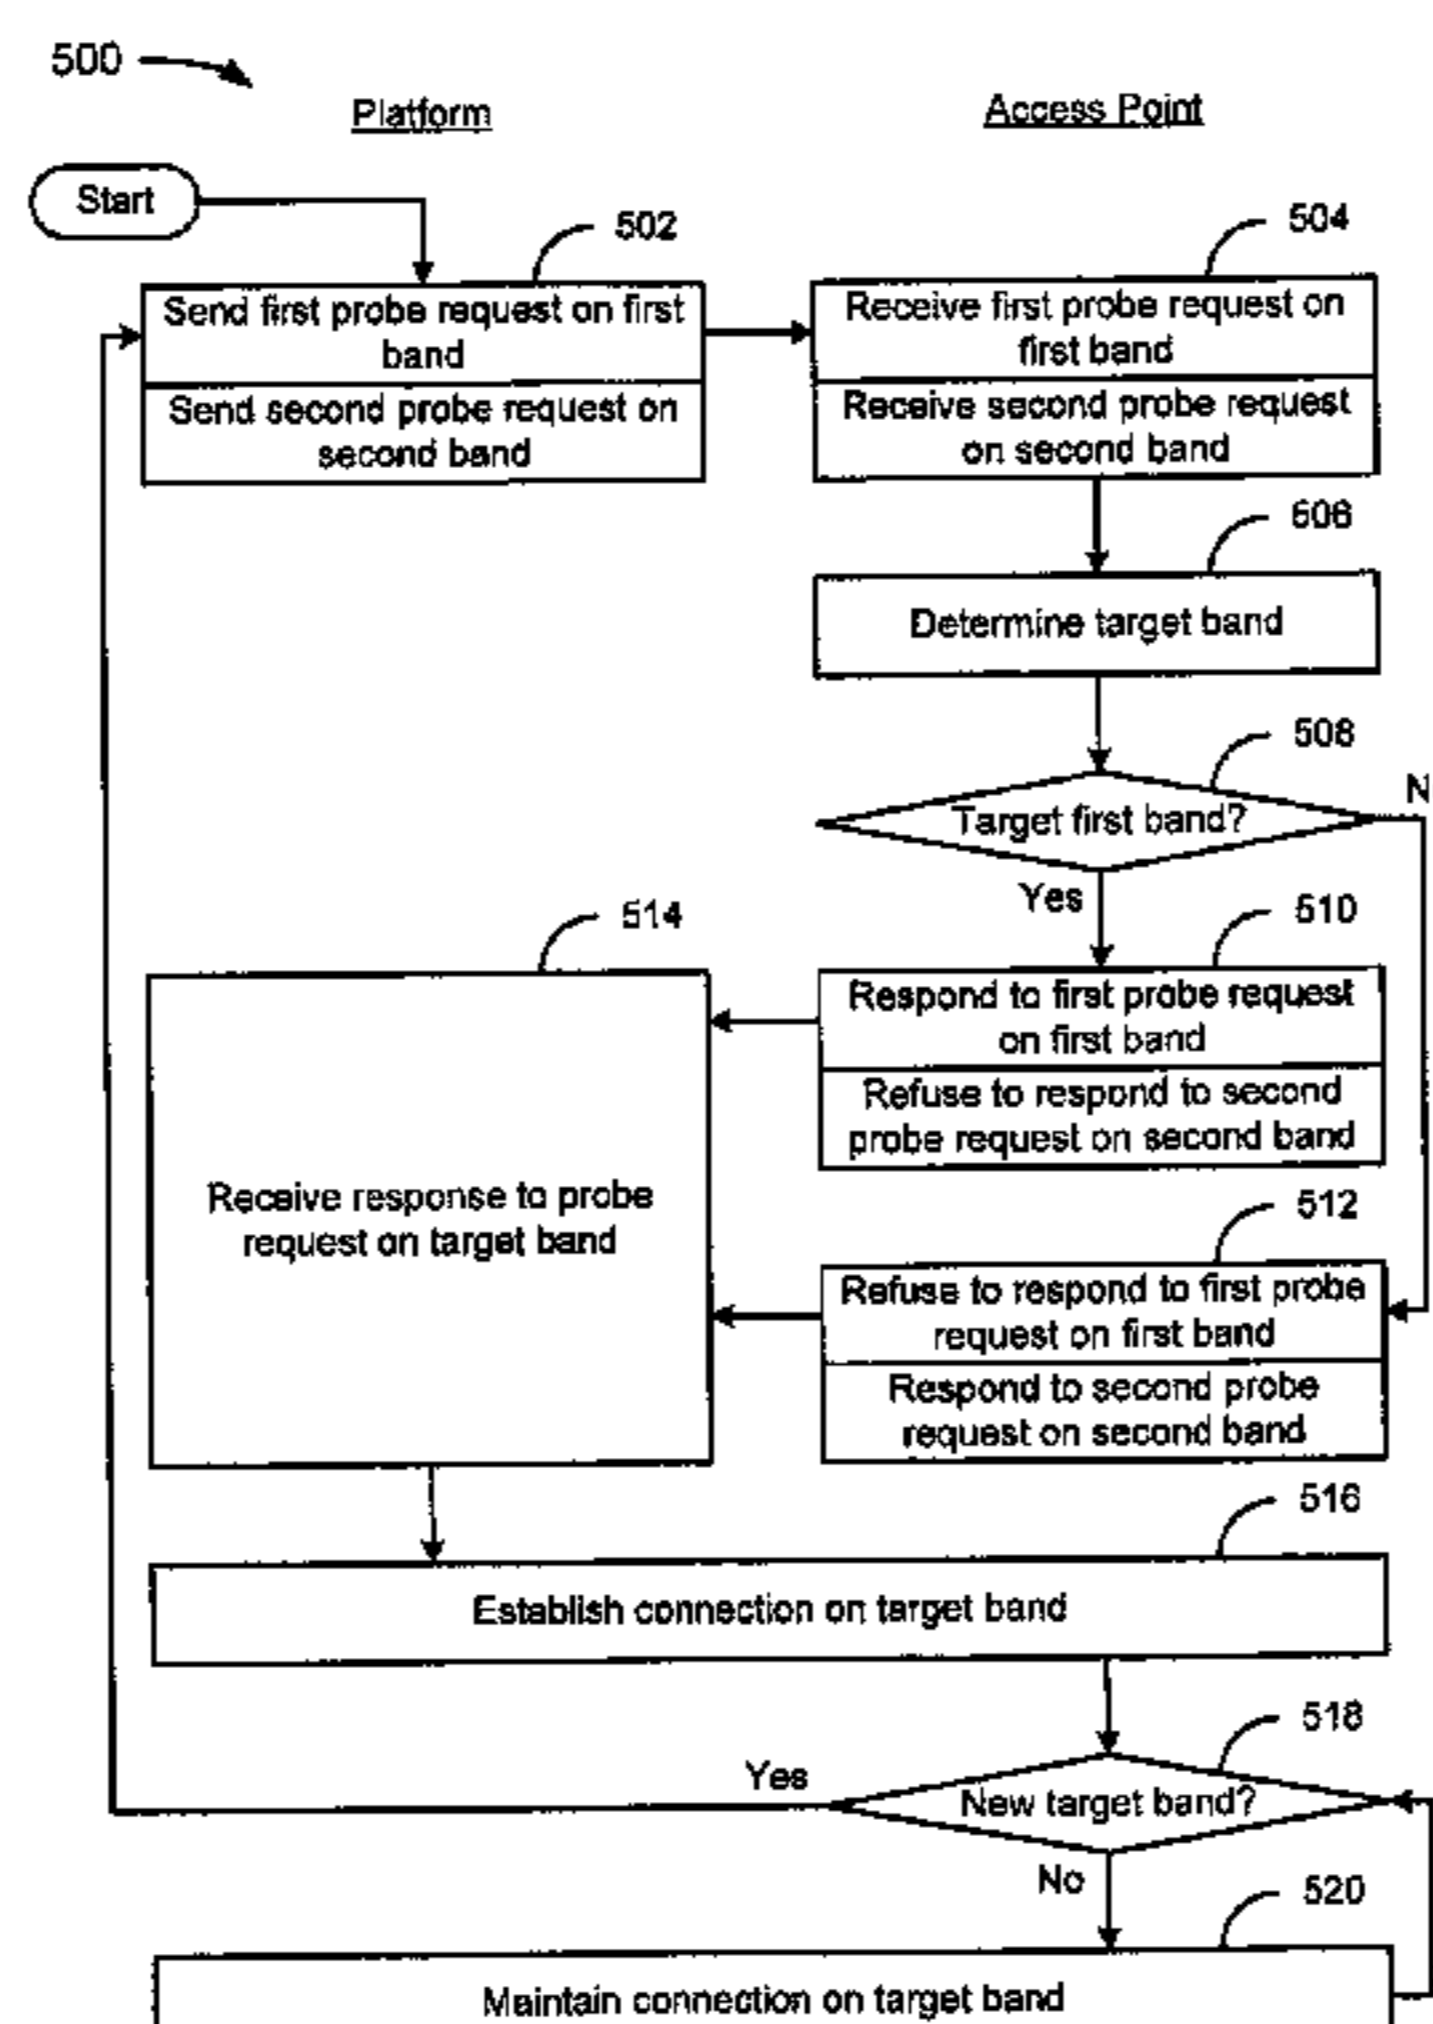 500
Platform
Access Point
Start
502
504
Send first probe request on first
band
Send second probe request on
second band
Receive first probe request on
first band
Receive second probe request
on second band
506
Determine target band
508
Target first band?
N
Yes
510
514
Respond to first probe request
on first band
Refuse to respond to second
probe request on second band
Receive response to probe
request on target band
512
Refuse to respond to first probe
request on first band
Respond to second probe
request on second band
516
Establish connection on target band
518
Yes
New target band?
No
520
Maintain connection on target band